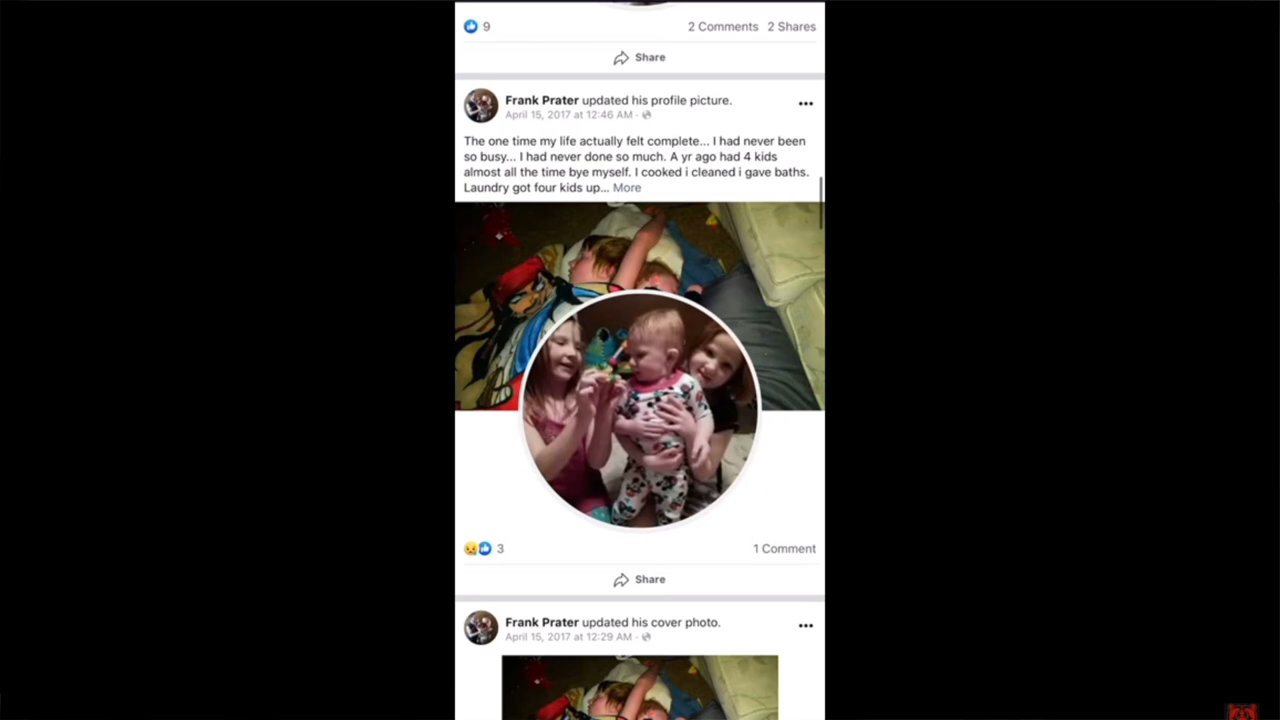 9
2 Comments 2 Shares
Share
Frank Prater updated his profile picture.
April 15, 2017 at 12:46 AM ·
The one time my life actually felt complete... I had never been
so busy... I had never done so much. A yr ago had 4 kids
almost all the time bye myself. I cooked i cleaned i gave baths.
Laundry got four kids up... More
3
1 Comment
Share
Frank Prater updated his cover photo.
April 15, 2017 at 12:29 AM ·